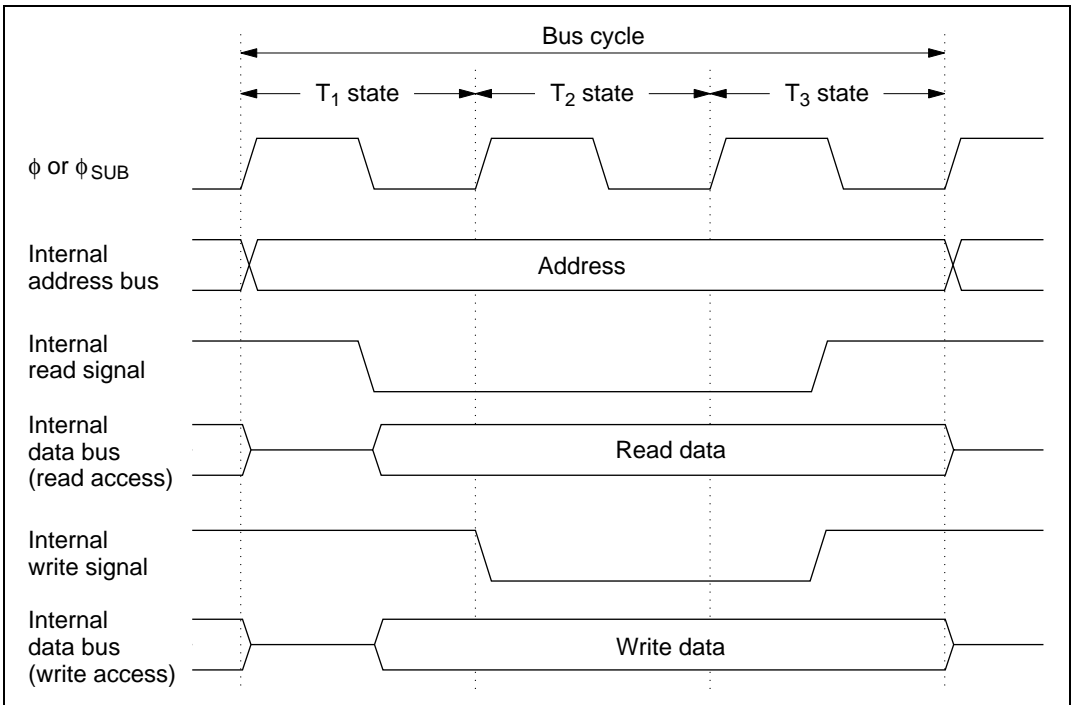 Bus cycle
T₁ state T₂ state T₃ state
ϕ or ϕSUB
Internal
address bus
Address
Internal
read signal
Internal
data bus
(read access)
Read data
Internal
write signal
Internal
data bus
(write access)
Write data